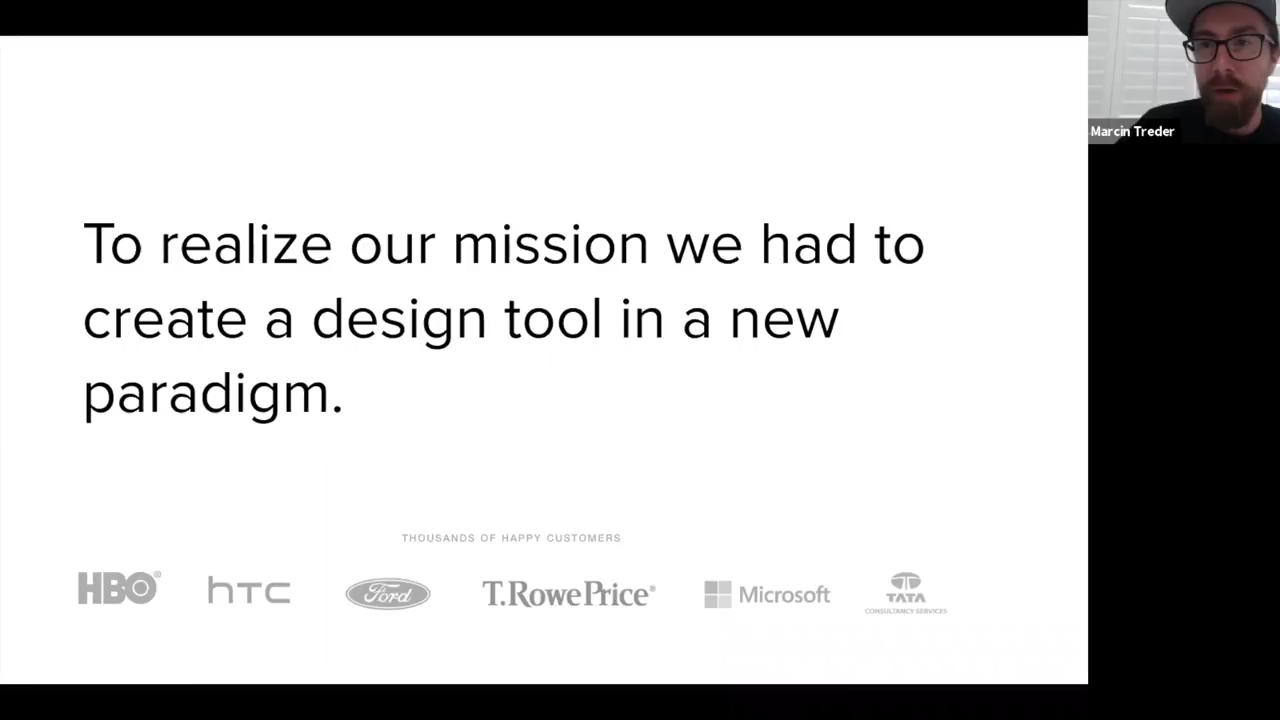 Marcin Treder
To realize our mission we had to
create a design tool in a new
paradigm.
THOUSANDS OF HAPPY CUSTOMERS
HBO® hTC Ford T.RowePrice® Microsoft TATA
CONSULTANCY SERVICES